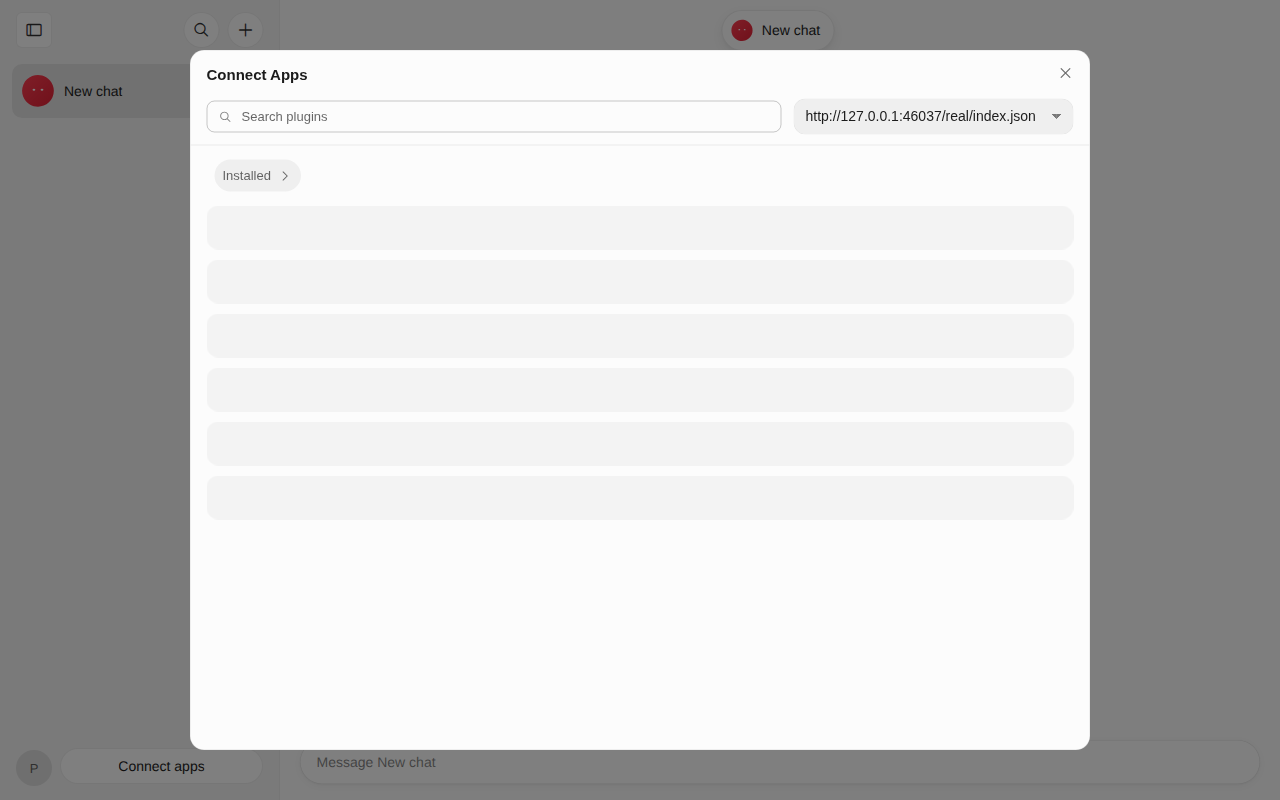 New chat
New chat
Connect Apps
Search plugins
http://127.0.0.1:46037/real/index.json
Installed
P
Connect apps
Message New chat